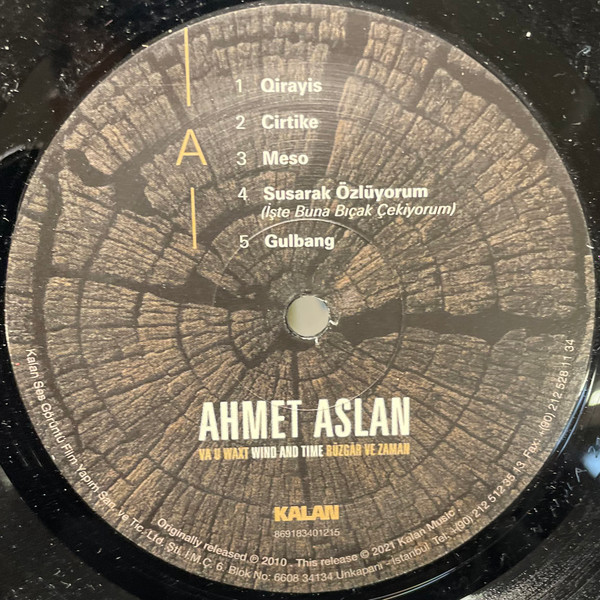 A
1 Qirayis
2 Cirtike
3 Meso
4 Susarak Özlüyorum
(İşte Buna Bıçak Çekiyorum)
5 Gulbang
AHMET ASLAN
VA U WAXT WIND AND TIME RÜZGÂR VE ZAMAN
KALAN
869183401215
Originally released ℗ 2010 . This release © 2021 Kalan Music
Kalan Ses Görüntü Film Yapım San. ve Tic. Ltd. Şti. İ.M.Ç. 6. Blok No: 6608 34134 Unkapanı - İstanbul Tel: +(90) 212 512 35 13 Fax: +(90) 212 528 11 34